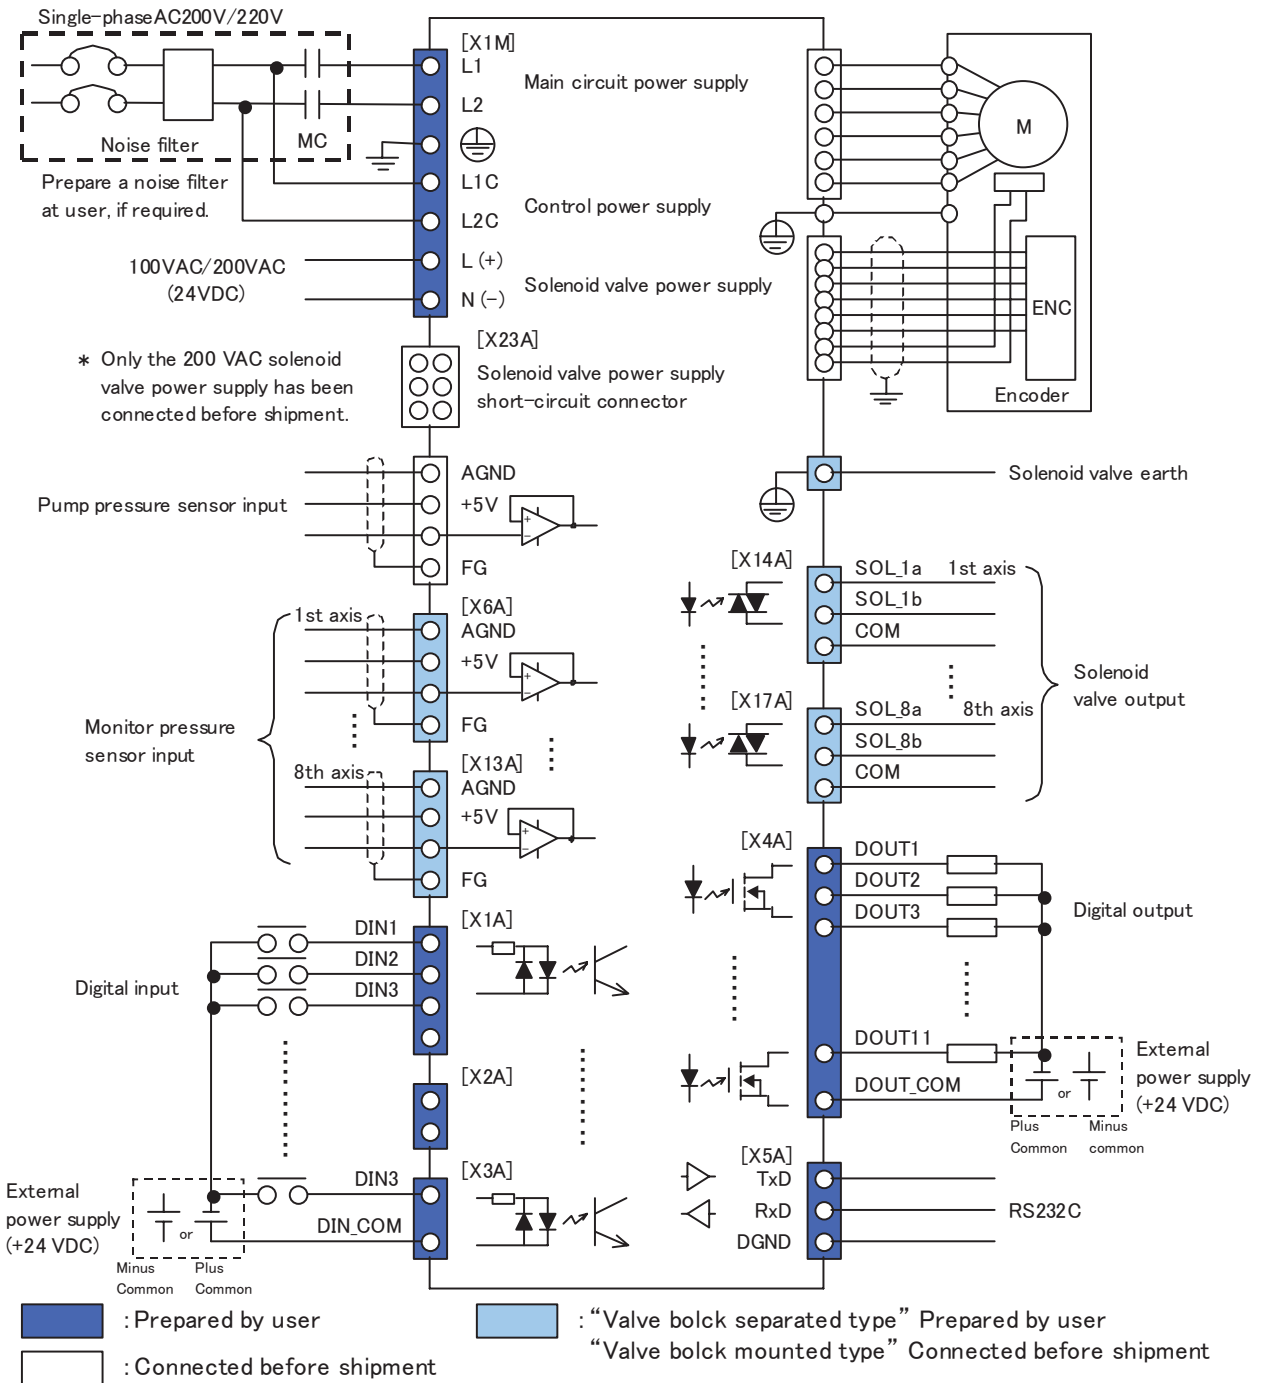 Single-phaseAC200V/220V
Noise filter
MC
Prepare a noise filter
at user, if required.
100VAC/200VAC
(24VDC)
* Only the 200 VAC solenoid
valve power supply has been
connected before shipment.
[X1M]
L1
L2
L1C
L2C
L (+)
N (-)
Main circuit power supply
Control power supply
Solenoid valve power supply
[X23A]
Solenoid valve power supply
short-circuit connector
M
ENC
Encoder
Pump pressure sensor input
AGND
+5V
+
-
FG
Solenoid valve earth
Monitor pressure
sensor input
1st axis
[X6A]
AGND
+5V
+
-
FG
8th axis
[X13A]
AGND
+5V
+
-
FG
[X14A]
SOL_1a
1st axis
SOL_1b
COM
[X17A]
SOL_8a
8th axis
SOL_8b
COM
Solenoid
valve output
Digital input
DIN1
DIN2
DIN3
[X1A]
[X2A]
[X3A]
DIN3
DIN_COM
External
power supply
(+24 VDC)
or
Minus
Common
Plus
Common
[X4A]
DOUT1
DOUT2
DOUT3
DOUT11
DOUT_COM
Digital output
External
power supply
(+24 VDC)
or
Plus
Common
Minus
common
[X5A]
TxD
RxD
DGND
RS232C
: Prepared by user
: Connected before shipment
: “Valve bolck separated type” Prepared by user
“Valve bolck mounted type” Connected before shipment